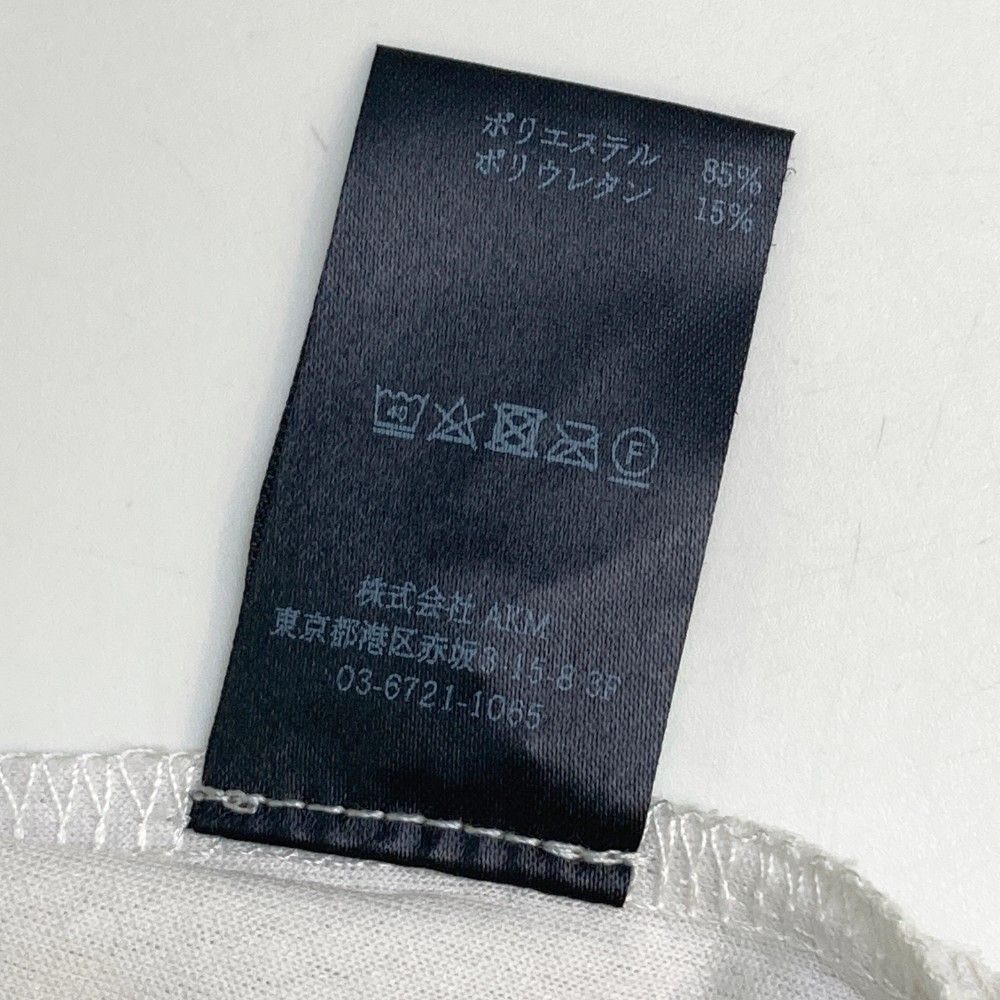 ポリエステル 85%
ポリウレタン 15%
40 F
株式会社 AKM
東京都港区赤坂3-15-8 3F
03-6721-1065